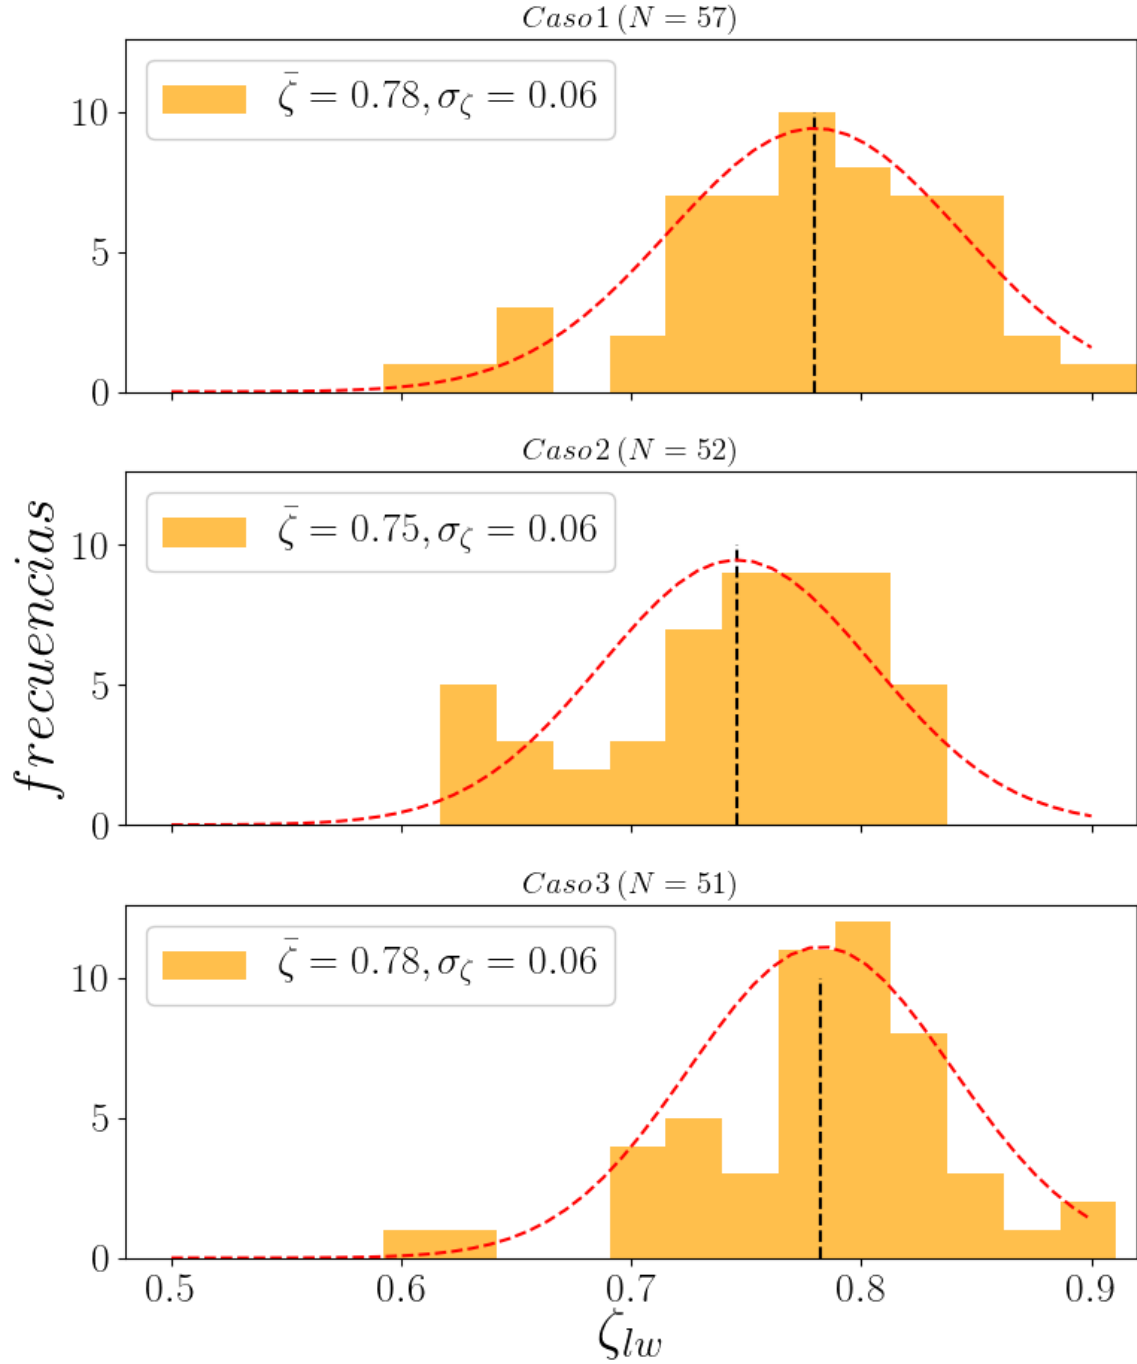 Caso1 (N = 57)
ζ̄ = 0.78, σ_ζ = 0.06
10
5
0
Caso2 (N = 52)
ζ̄ = 0.75, σ_ζ = 0.06
10
5
0
frecuencias
Caso3 (N = 51)
ζ̄ = 0.78, σ_ζ = 0.06
10
5
0
0.5 0.6 0.7 0.8 0.9
ζ_lw